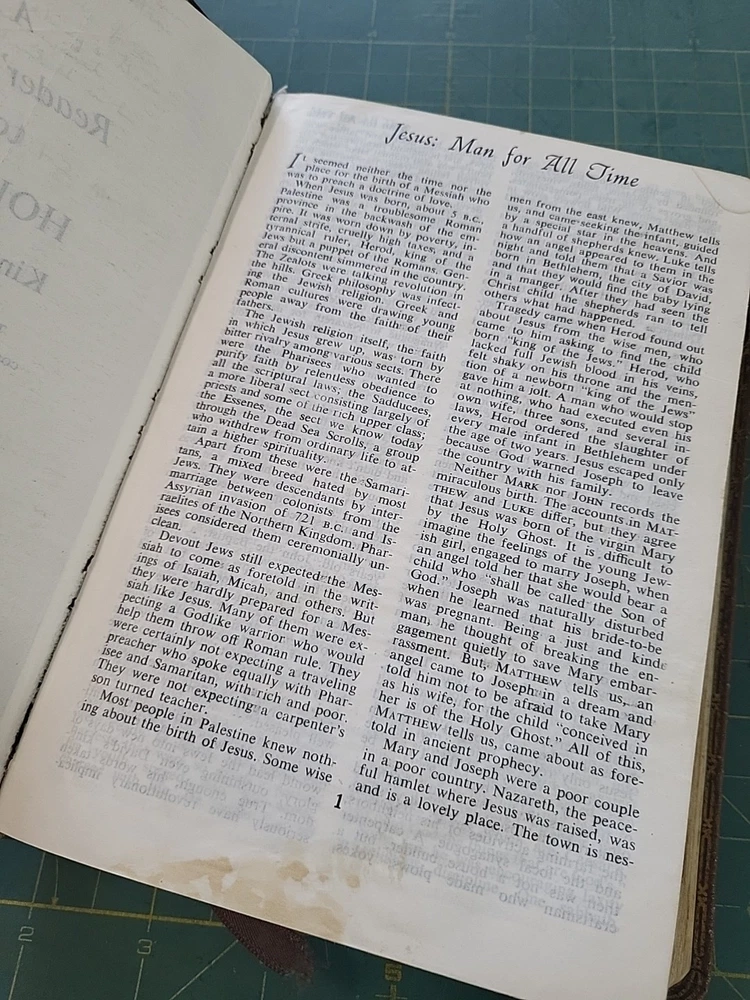 Jesus: Man for All Time
It seemed neither the time nor the
place for the birth of a Messiah who
was to preach a doctrine of love.
When Jesus was born, about 5 B.C.,
Palestine was a troublesome Roman
province in the backwash of the em-
pire. It was worn down by poverty, in-
ternal strife, cruelly high taxes, and a
tyrannical ruler, Herod, king of the
Jews but a puppet of the Romans. Gen-
eral discontent simmered in the country.
The Zealots were talking revolution in
the hills. Greek philosophy was infect-
ing the Jewish religion. Greek and
Roman cultures were drawing young
people away from the faith of their
fathers.
The Jewish religion itself, the faith
in which Jesus grew up, was torn by
bitter rivalry among various sects. There
were the Pharisees who wanted to
purify faith by relentless obedience to
all the scriptural laws; the Sadducees,
a more liberal sect consisting largely of
priests and some of the rich upper class;
the Essenes, the sect we know today
through the Dead Sea Scrolls, a group
who withdrew from ordinary life to at-
tain a higher spirituality.
Apart from these were the Samari-
tans, a mixed breed hated by most
Jews. They were descendants by inter-
marriage between colonists from the
Assyrian invasion of 721 B.C. and Is-
raelites of the Northern Kingdom. Phar-
isees considered them ceremonially un-
clean.
Devout Jews still expected the Mes-
siah to come as foretold in the writ-
ings of Isaiah, Micah, and others. But
they were hardly prepared for a Mes-
siah like Jesus. Many of them were ex-
pecting a Godlike warrior who would
help them throw off Roman rule. They
were certainly not expecting a traveling
preacher who spoke equally with Phar-
isee and Samaritan, with rich and poor.
They were not expecting a carpenter's
son turned teacher.
Most people in Palestine knew noth-
ing about the birth of Jesus. Some wise
men from the east knew, Matthew tells
us, and came seeking the infant, guided
by a special star in the heavens. And
a handful of shepherds knew. Luke tells
how an angel appeared to them in the
night and told them that a Savior was
born in Bethlehem, the city of David,
and that they would find the baby lying
in a manger. After they had seen the
Christ child the shepherds ran to tell
others what had happened.
Tragedy came when Herod found out
about Jesus from the wise men, who
came to him asking to find the child
born "king of the Jews." Herod, who
lacked full Jewish blood in his veins,
felt shaky on his throne and the men-
tion of a newborn "king of the Jews"
gave him a jolt. A man who would stop
at nothing, who had executed even his
own wife, three sons, and several in-
laws, Herod ordered the slaughter of
every male infant in Bethlehem under
the age of two years. Jesus escaped only
because God warned Joseph to leave
the country with his family.
Neither MARK nor JOHN records the
miraculous birth. The accounts in MAT-
THEW and LUKE differ, but they agree
that Jesus was born of the virgin Mary
by the Holy Ghost. It is difficult to
imagine the feelings of the young Jew-
ish girl, engaged to marry Joseph, when
an angel told her that she would bear a
child who "shall be called the Son of
God." Joseph was naturally disturbed
when he learned that his bride-to-be
was pregnant. Being a just and kind
man, he thought of breaking the en-
gagement quietly to save Mary embar-
rassment. But, MATTHEW tells us, an
angel came to Joseph in a dream and
told him not to be afraid to take Mary
as his wife, for the child "conceived in
her is of the Holy Ghost." All of this,
MATTHEW tells us, came about as fore-
told in ancient prophecy.
Mary and Joseph were a poor couple
in a poor country. Nazareth, the peace-
ful hamlet where Jesus was raised, was
and is a lovely place. The town is nes-
1
2
3
5